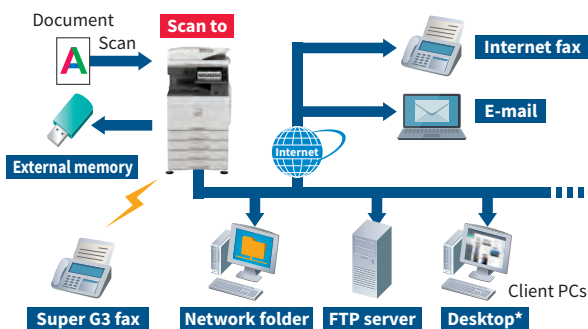 Document
Scan
Scan to
Internet fax
A
E-mail
Internet
External memory
Client PCs
Super G3 fax
Network folder
FTP server
Desktop*